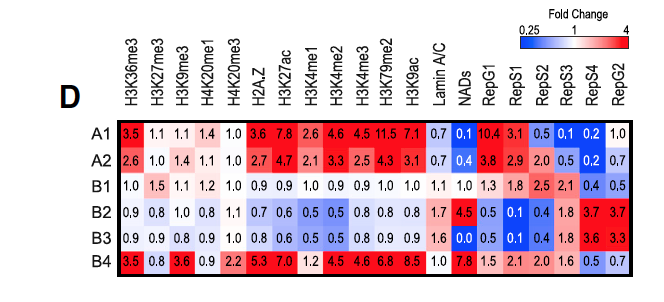 Fold Change
0.25 1 4
D
H3K36me3 H3K27me3 H3K9me3 H4K20me1 H4K20me3 H2A.Z H3K27ac H3K4me1 H3K4me2 H3K4me3 H3K79me2 H3K9ac Lamin A/C NADs RepG1 RepS1 RepS2 RepS3 RepS4 RepG2
A1 3.5 1.1 1.1 1.4 1.0 3.6 7.8 2.6 4.6 4.5 11.5 7.1 0.7 0.1 10.4 3.1 0.5 0.1 0.2 1.0
A2 2.6 1.0 1.4 1.1 1.0 2.7 4.7 2.1 3.3 2.5 4.3 3.1 0.7 0.4 3.8 2.9 2.0 0.5 0.2 0.7
B1 1.0 1.5 1.1 1.2 1.0 0.9 0.9 1.0 0.9 0.9 1.0 1.0 1.1 1.0 1.3 1.8 2.5 2.1 0.4 0.5
B2 0.9 0.8 1.0 0.8 1.1 0.7 0.6 0.5 0.5 0.8 0.8 0.8 1.7 4.5 0.5 0.1 0.4 1.8 3.7 3.7
B3 0.9 0.9 0.8 0.9 1.0 0.8 0.6 0.5 0.5 0.8 0.9 0.9 1.6 0.0 0.5 0.1 0.4 1.8 3.6 3.3
B4 3.5 0.8 3.6 0.9 2.2 5.3 7.0 1.2 4.5 4.6 6.8 8.5 1.0 7.8 1.5 2.1 2.0 1.6 0.5 0.7